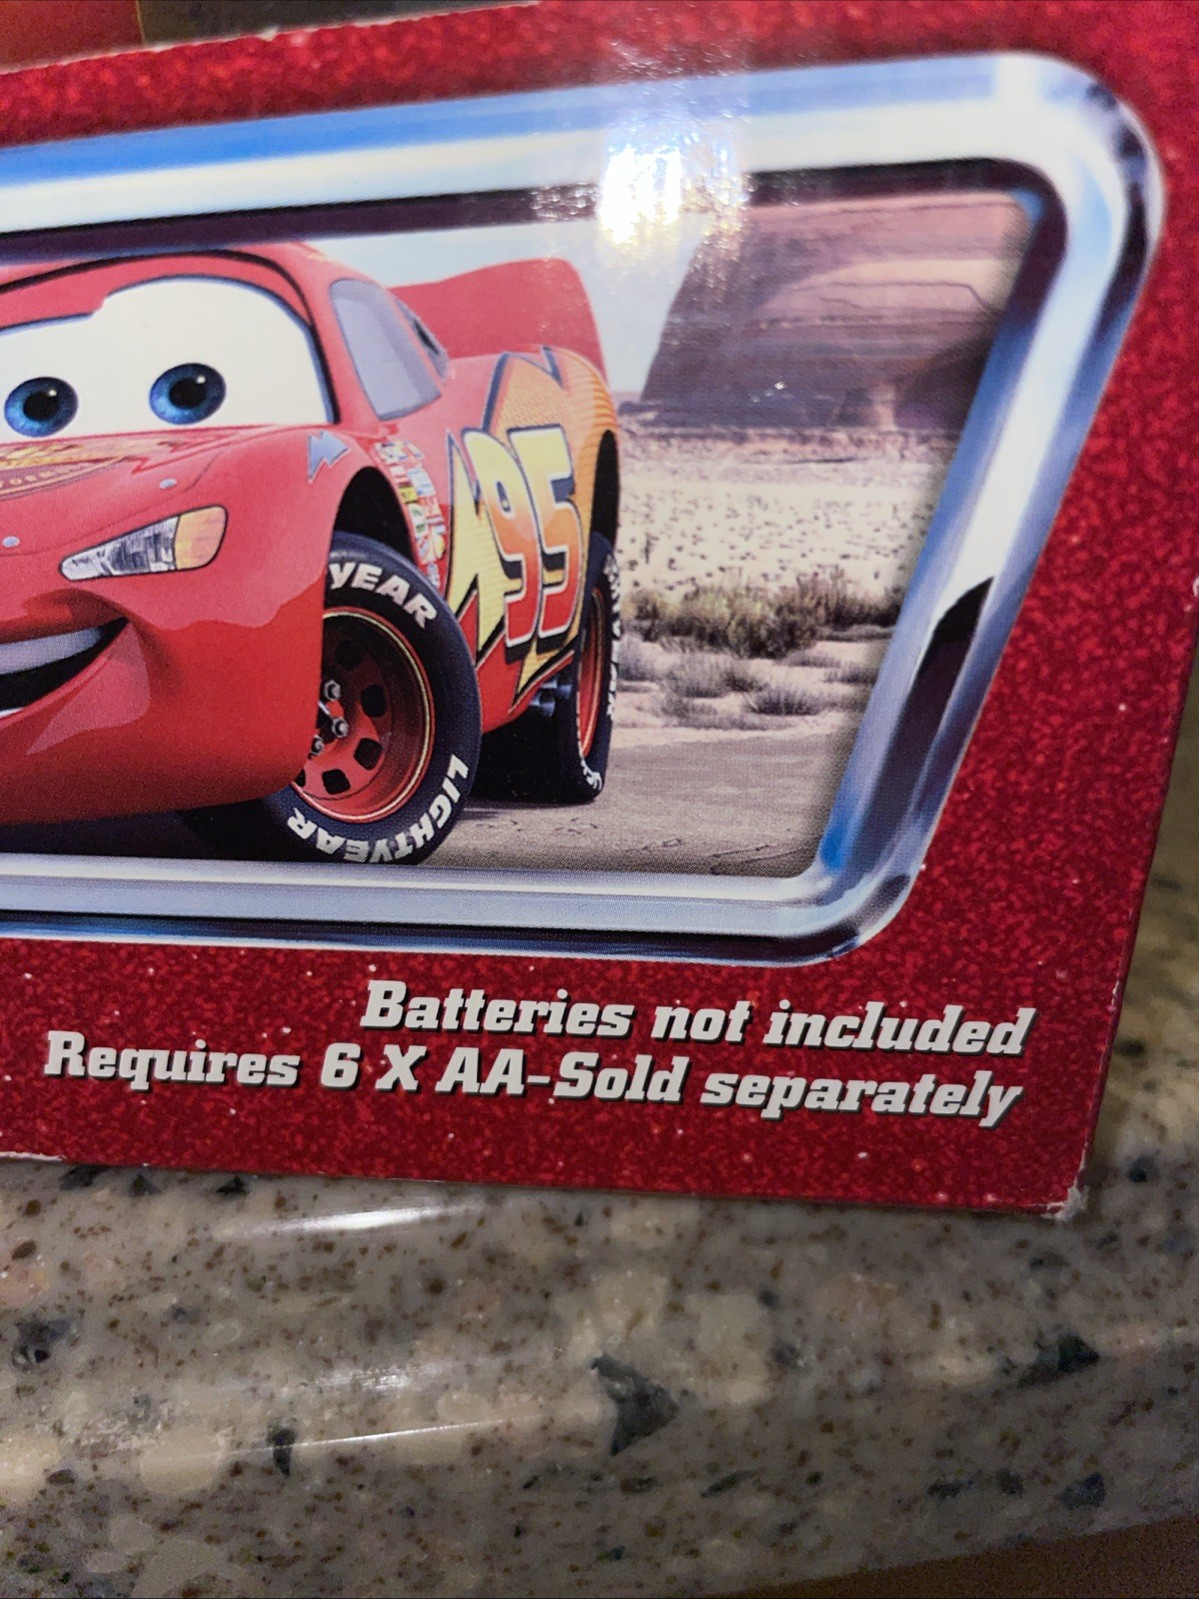 95
YEAR
LIGHTYEAR
Batteries not included
Requires 6 X AA-Sold separately